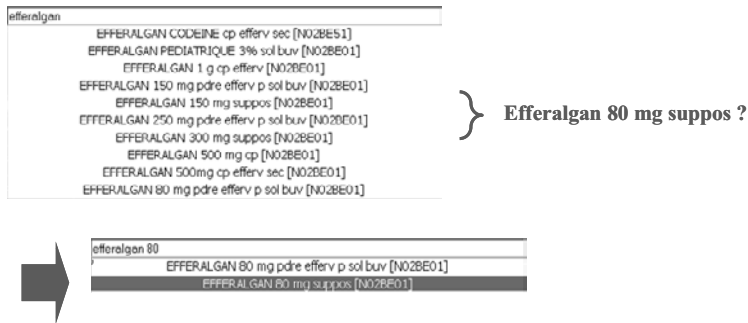 efferalgan
EFFERALGAN CODEINE cp efferv sec [N02BE51]
EFFERALGAN PEDIATRIQUE 3% sol buv [N02BE01]
EFFERALGAN 1 g cp efferv [N02BE01]
EFFERALGAN 150 mg pdre efferv p sol buv [N02BE01]
EFFERALGAN 150 mg suppos [N02BE01]
EFFERALGAN 250 mg pdre efferv p sol buv [N02BE01]
EFFERALGAN 300 mg suppos [N02BE01]
EFFERALGAN 500 mg cp [N02BE01]
EFFERALGAN 500mg cp efferv sec [N02BE01]
EFFERALGAN 80 mg pdre efferv p sol buv [N02BE01]
Efferalgan 80 mg suppos ?
efferalgan 80
EFFERALGAN 80 mg pdre efferv p sol buv [N02BE01]
EFFERALGAN 80 mg suppos [N02BE01]